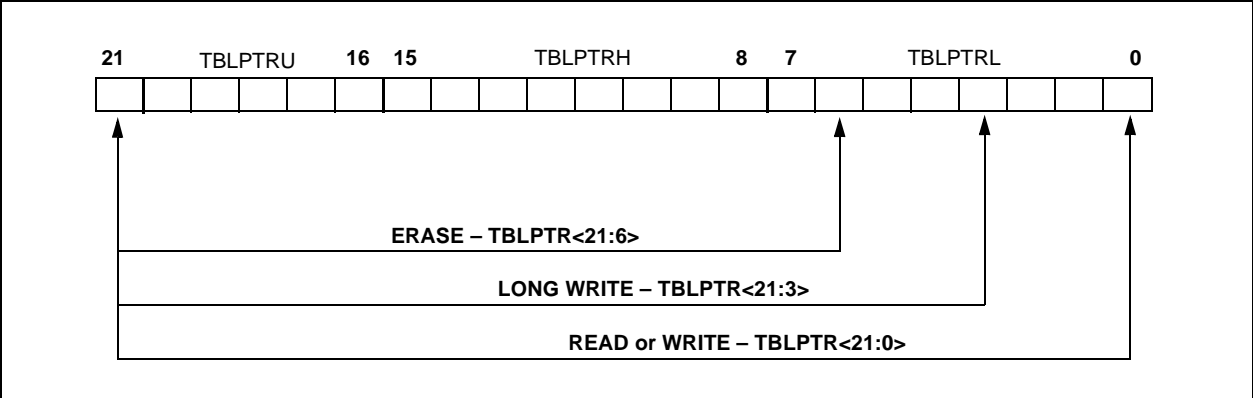 21 TBLPTRU 16 15 TBLPTRH 8 7 TBLPTRL 0
ERASE – TBLPTR<21:6>
LONG WRITE – TBLPTR<21:3>
READ or WRITE – TBLPTR<21:0>